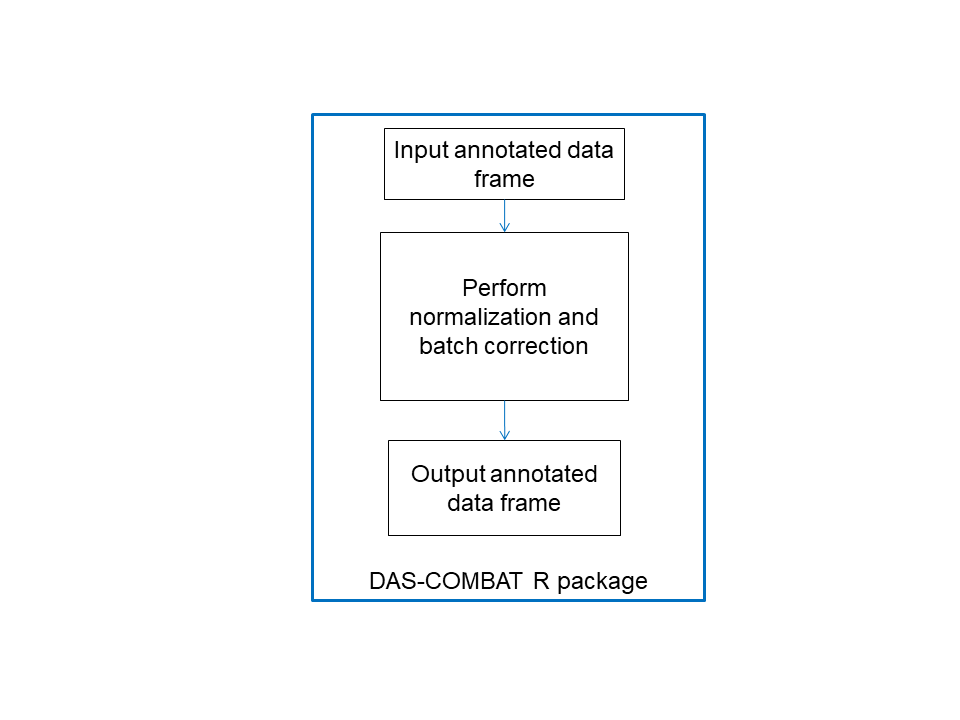 Input annotated data
frame
Perform
normalization and
batch correction
Output annotated
data frame
DAS-COMBAT R package